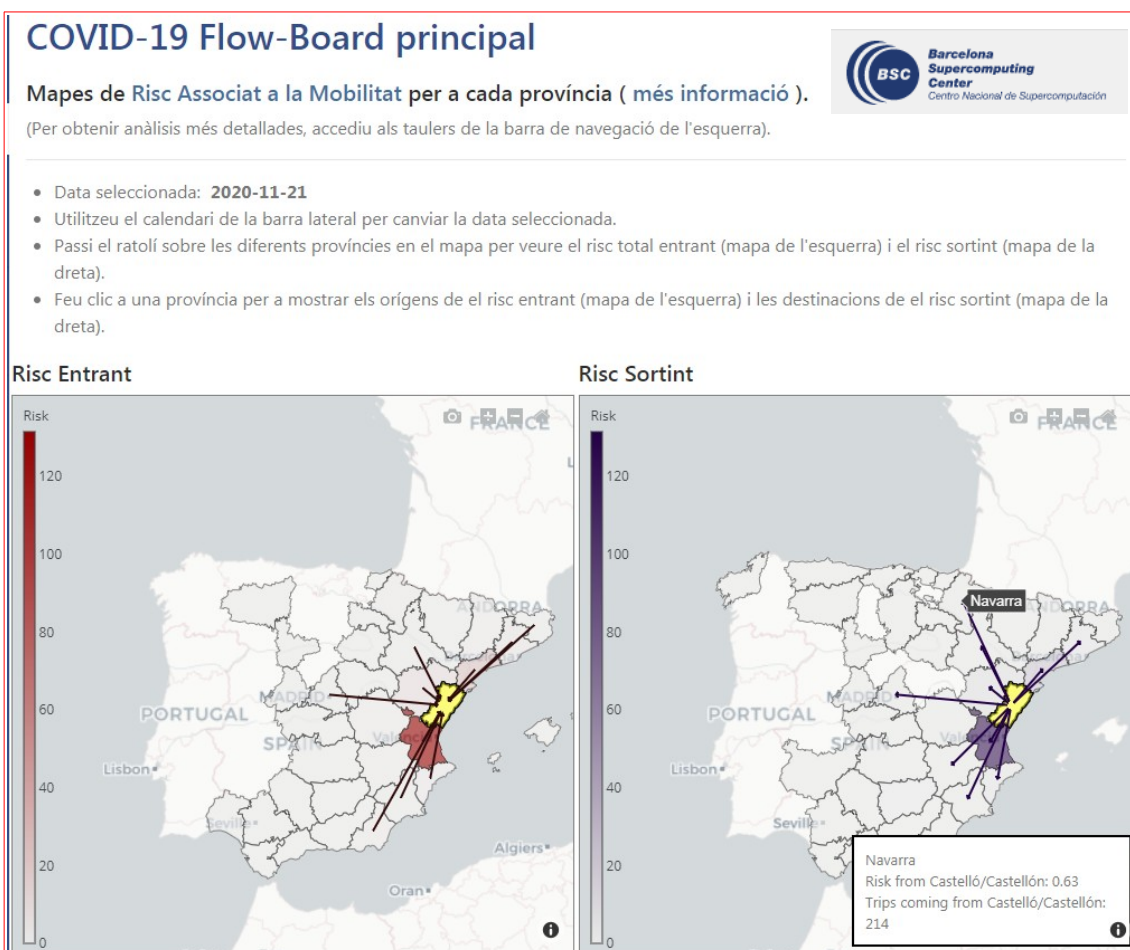 COVID-19 Flow-Board principal
BSC
Barcelona
Supercomputing
Center
Centro Nacional de Supercomputación
Mapes de Risc Associat a la Mobilitat per a cada província ( més informació ).
(Per obtenir anàlisis més detallades, accediu als taulers de la barra de navegació de l'esquerra).
• Data seleccionada: 2020-11-21
• Utilitzeu el calendari de la barra lateral per canviar la data seleccionada.
• Passi el ratolí sobre les diferents províncies en el mapa per veure el risc total entrant (mapa de l'esquerra) i el risc sortint (mapa de la
dreta).
• Feu clic a una província per a mostrar els orígens de el risc entrant (mapa de l'esquerra) i les destinacions de el risc sortint (mapa de la
dreta).
Risc Entrant
Risk
120
100
80
60
40
20
0
FRANCE
ANDORRA
Barcelona
MADRID
PORTUGAL
SPAIN
Valencia
Lisbon
Seville
Algiers
Oran
Risc Sortint
Risk
120
100
80
60
40
20
0
FRANCE
Navarra
ANDORRA
Barcelona
MADRID
PORTUGAL
SPAIN
Lisbon
Seville
Navarra
Risk from Castelló/Castellón: 0.63
Trips coming from Castelló/Castellón:
214